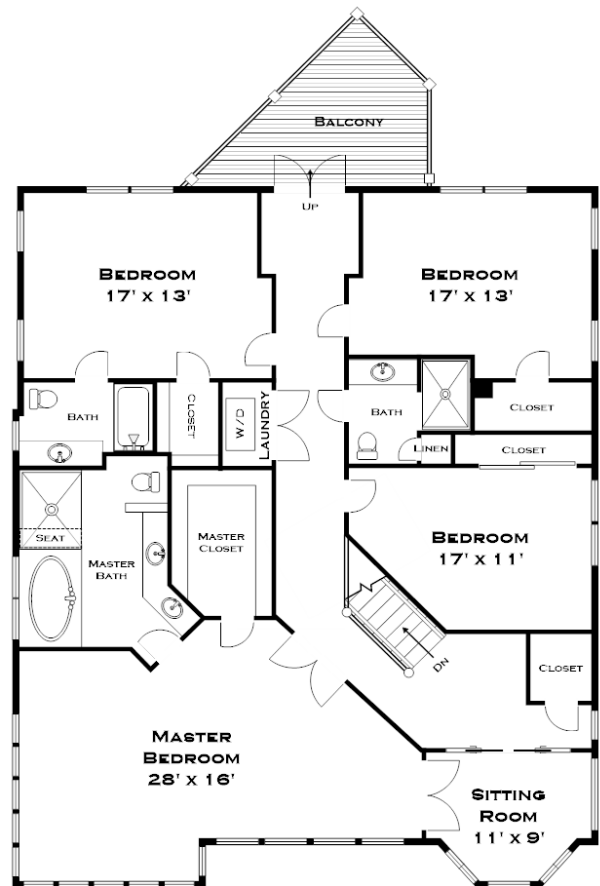 BALCONY
UP
BEDROOM
17' x 13'
BEDROOM
17' x 13'
BATH
CLOSET
W/D
LAUNDRY
BATH
CLOSET
LINEN
CLOSET
SEAT
MASTER
BATH
MASTER
CLOSET
BEDROOM
17' x 11'
DN
CLOSET
MASTER
BEDROOM
28' x 16'
SITTING
ROOM
11' x 9'